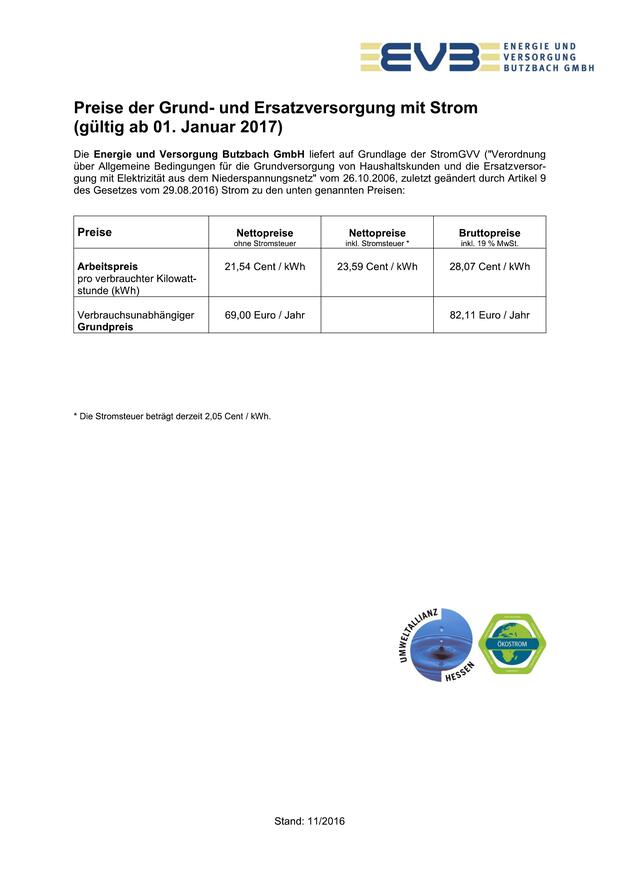 EVB
ENERGIE UND
VERSORGUNG
BUTZBACH GMBH
Preise der Grund- und Ersatzversorgung mit Strom
(gültig ab 01. Januar 2017)
Die Energie und Versorgung Butzbach GmbH liefert auf Grundlage der StromGVV ("Verordnung
über Allgemeine Bedingungen für die Grundversorgung von Haushaltskunden und die Ersatzversor-
gung mit Elektrizität aus dem Niederspannungsnetz" vom 26.10.2006, zuletzt geändert durch Artikel 9
des Gesetzes vom 29.08.2016) Strom zu den unten genannten Preisen:
Preise Nettopreise Nettopreise Bruttopreise
ohne Stromsteuer inkl. Stromsteuer * inkl. 19 % MwSt.
Arbeitspreis 21,54 Cent / kWh 23,59 Cent / kWh 28,07 Cent / kWh
pro verbrauchter Kilowatt-
stunde (kWh)
Verbrauchsunabhängiger 69,00 Euro / Jahr 82,11 Euro / Jahr
Grundpreis
* Die Stromsteuer beträgt derzeit 2,05 Cent / kWh.
UMWELTALLIANZ
HESSEN
ÖKOSTROM
Stand: 11/2016